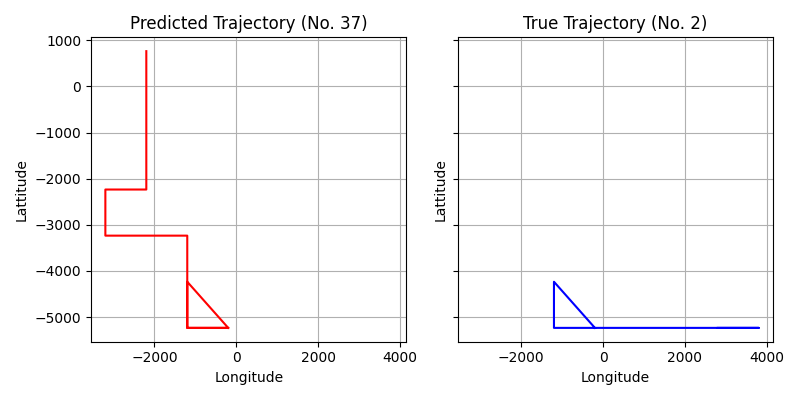 Predicted Trajectory (No. 37)
True Trajectory (No. 2)
1000
0
−1000
−2000
−3000
−4000
−5000
Lattitude
Lattitude
−2000
0
2000
4000
−2000
0
2000
4000
Longitude
Longitude